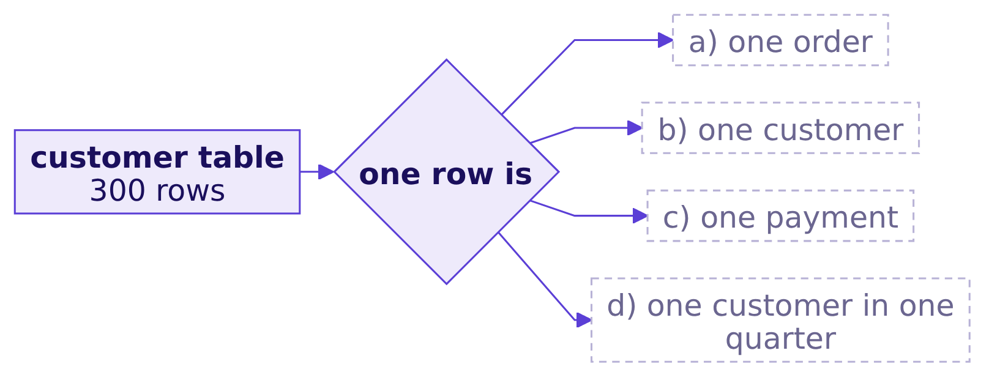 customer table
300 rows
one row is
a) one order
b) one customer
c) one payment
d) one customer in one
quarter